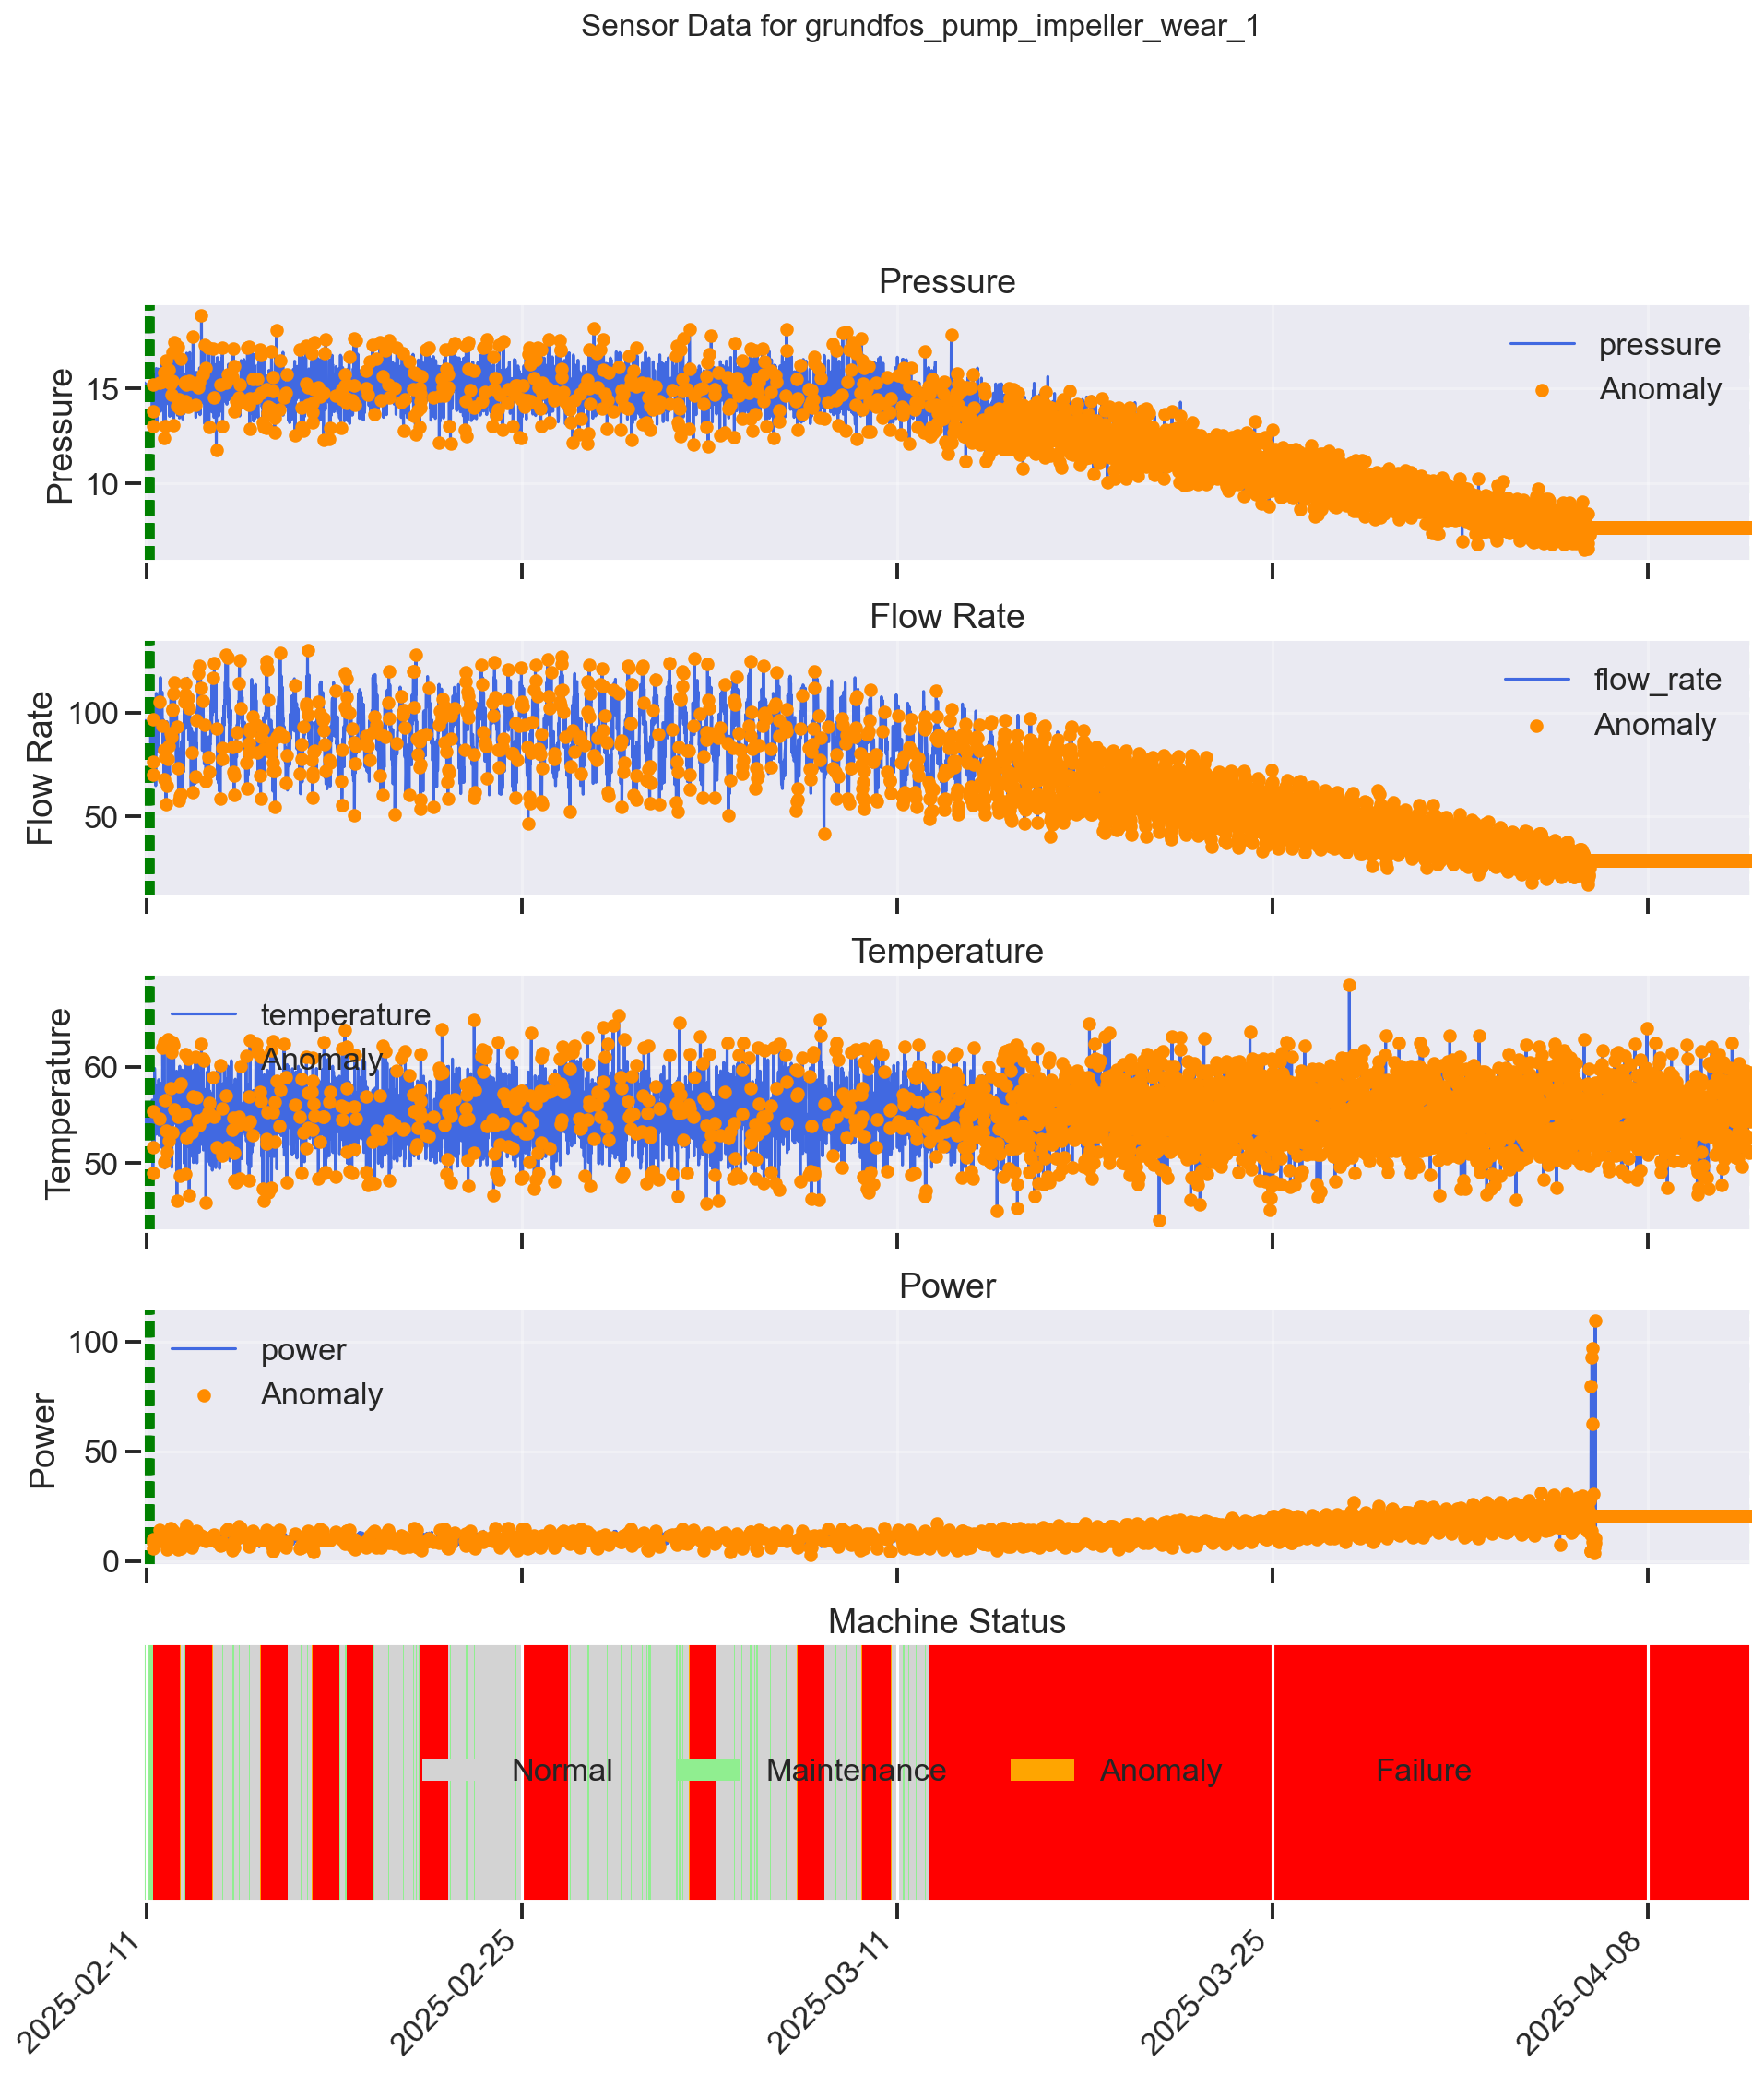 Sensor Data for grundfos_pump_impeller_wear_1
Pressure
Pressure
15
10
pressure
Anomaly
Flow Rate
Flow Rate
100
50
flow_rate
Anomaly
Temperature
Temperature
60
50
temperature
Anomaly
Power
Power
100
50
0
power
Anomaly
Machine Status
Normal Maintenance Anomaly Failure
2025-02-11 2025-02-25 2025-03-11 2025-03-25 2025-04-08